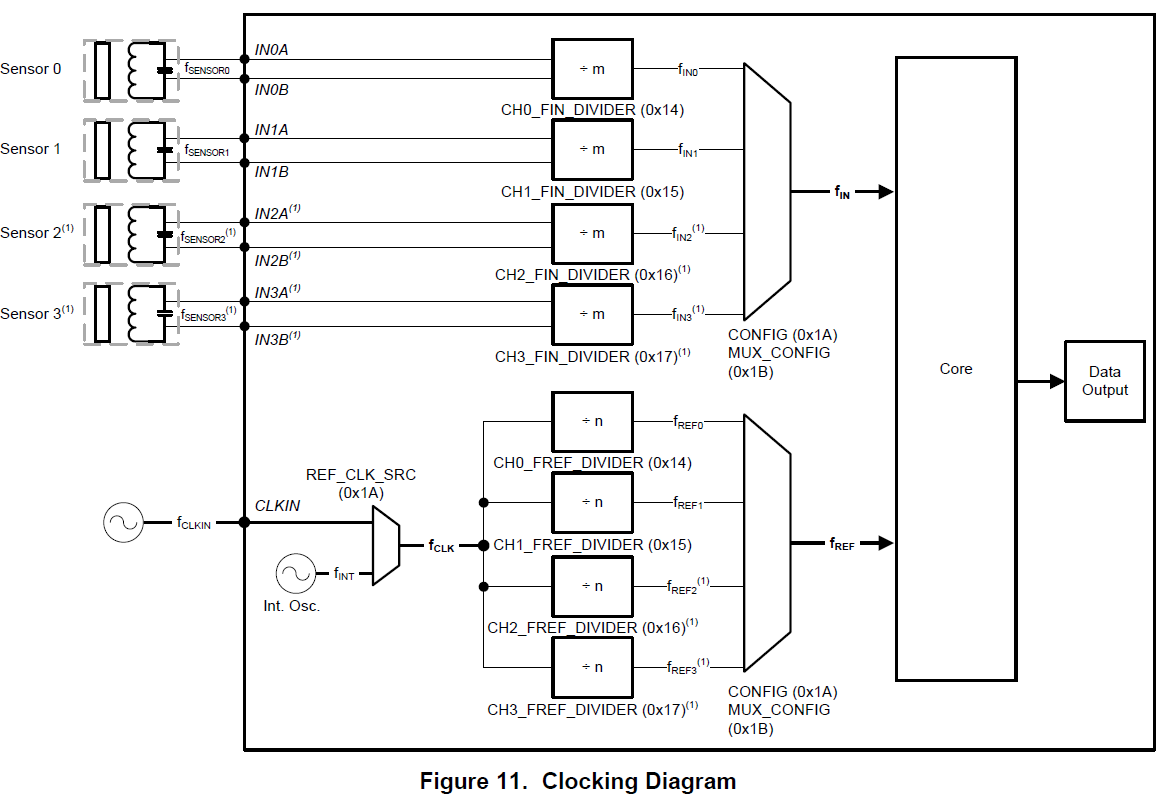 Sensor 0
fSENSOR0
IN0A
IN0B
÷ m
fIN0
CH0_FIN_DIVIDER (0x14)
Sensor 1
fSENSOR1
IN1A
IN1B
÷ m
fIN1
CH1_FIN_DIVIDER (0x15)
Sensor 2(1)
fSENSOR2(1)
IN2A(1)
IN2B(1)
÷ m
fIN2(1)
CH2_FIN_DIVIDER (0x16)(1)
Sensor 3(1)
fSENSOR3(1)
IN3A(1)
IN3B(1)
÷ m
fIN3(1)
CH3_FIN_DIVIDER (0x17)(1)
CONFIG (0x1A)
MUX_CONFIG
(0x1B)
fIN
Core
Data
Output
÷ n
fREF0
CH0_FREF_DIVIDER (0x14)
÷ n
fREF1
CH1_FREF_DIVIDER (0x15)
÷ n
fREF2(1)
CH2_FREF_DIVIDER (0x16)(1)
÷ n
fREF3(1)
CH3_FREF_DIVIDER (0x17)(1)
REF_CLK_SRC
(0x1A)
CLKIN
fCLKIN
fINT
Int. Osc.
fCLK
fREF
CONFIG (0x1A)
MUX_CONFIG
(0x1B)
Figure 11. Clocking Diagram